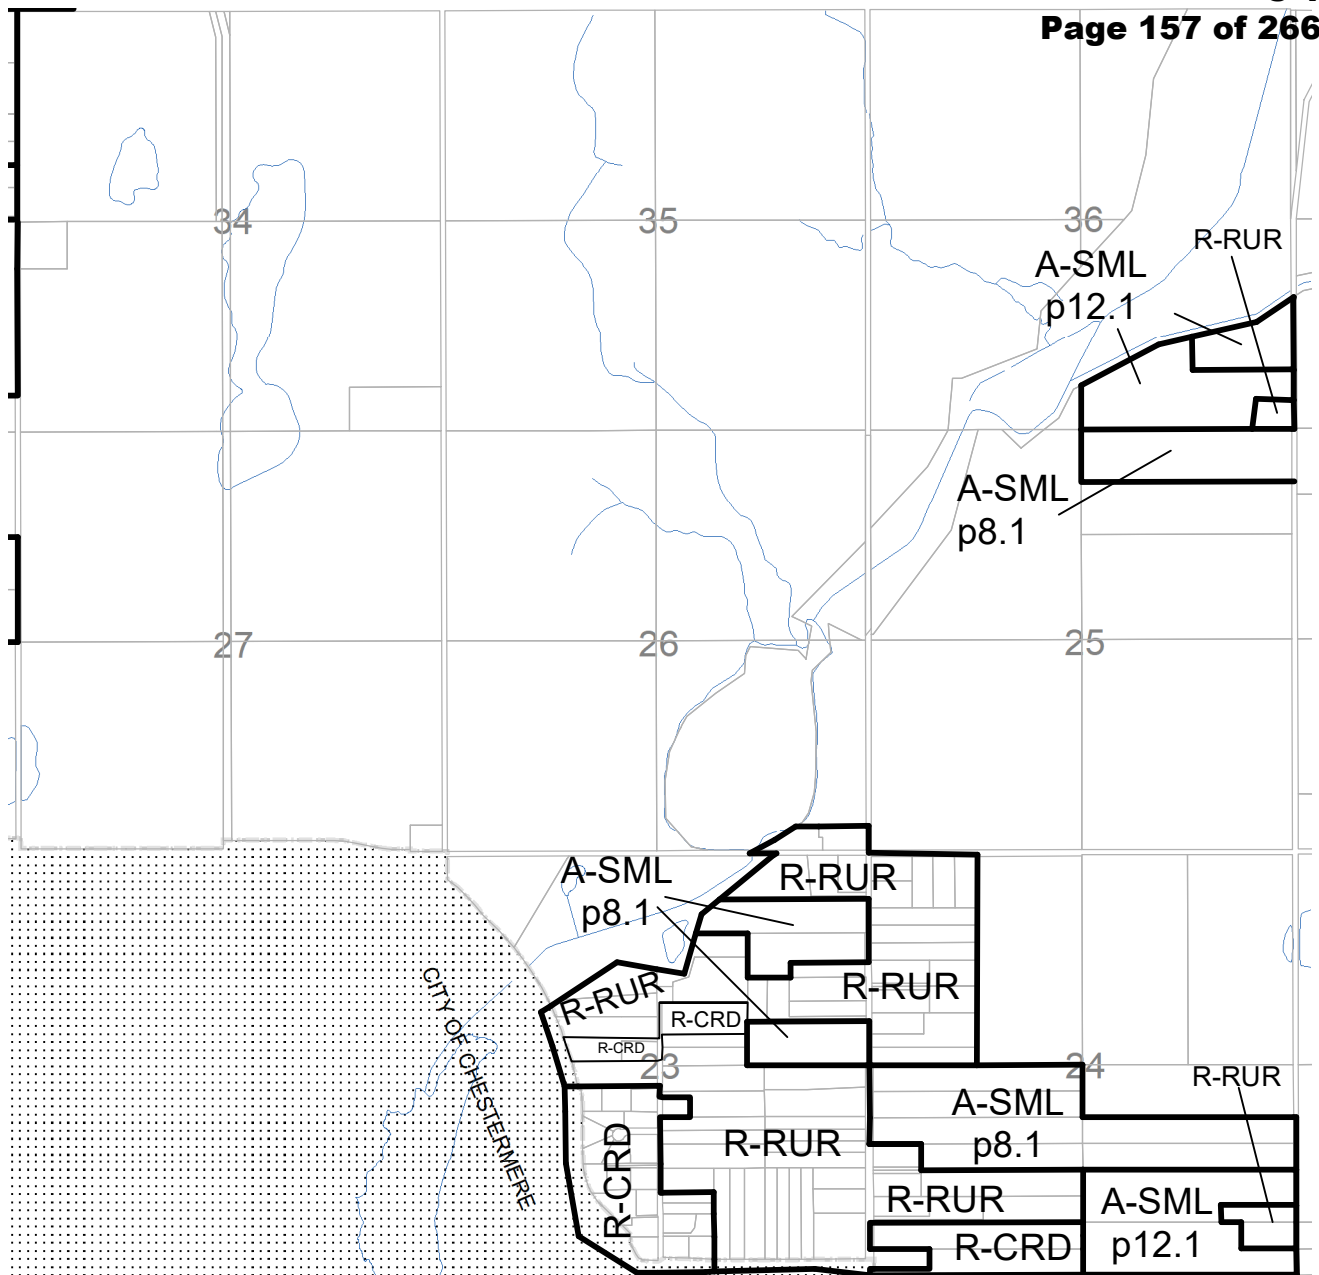 Page 157 of 266
34
35
36
R-RUR
A-SML
p12.1
A-SML
p8.1
27
26
25
A-SML
p8.1
R-RUR
R-RUR
R-RUR
R-CRD
R-CRD
CITY OF CHESTERMERE
23
24
R-RUR
A-SML
p8.1
R-RUR
R-CRD
R-RUR
A-SML
p12.1
R-CRD